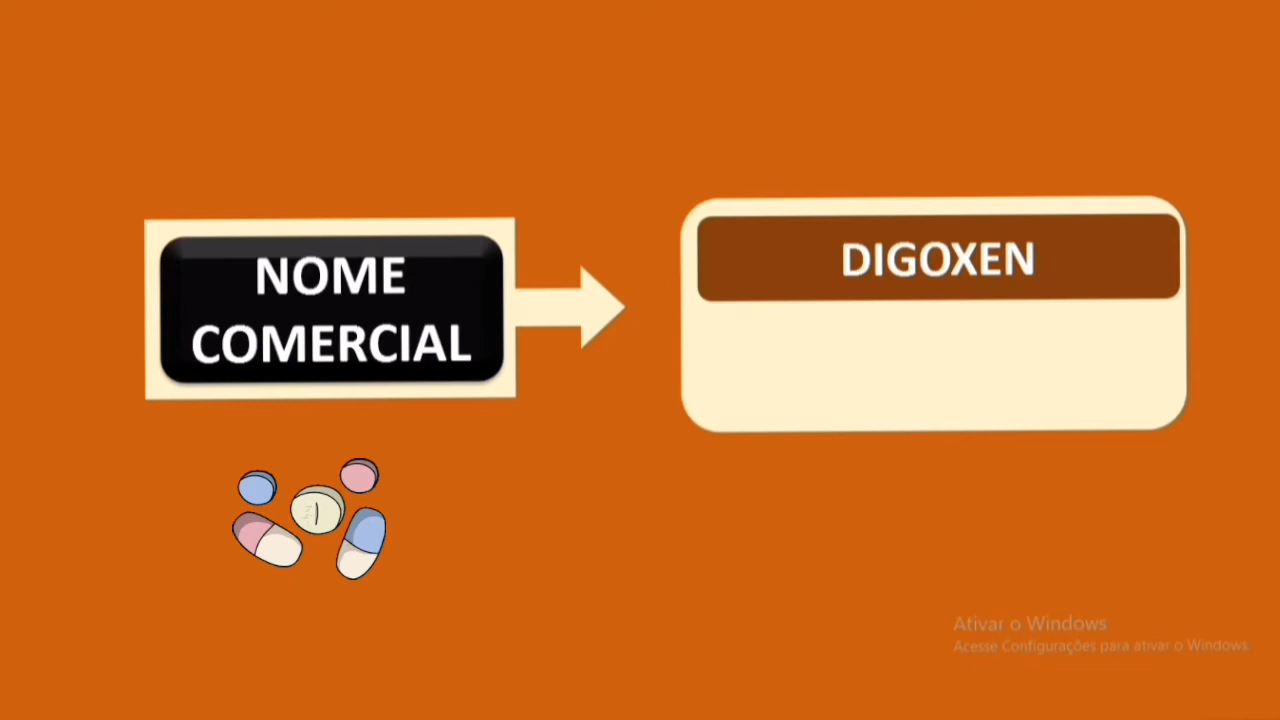 NOME
COMERCIAL
DIGOXEN
Ativar o Windows
Acesse Configurações para ativar o Windows.